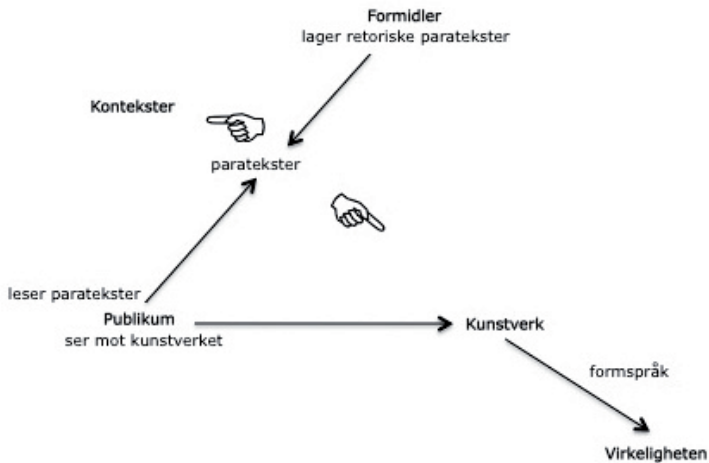 Formidler
lager retoriske paratekster
Kontekster
paratekster
leser paratekster
Publikum
ser mot kunstverket
Kunstverk
formspråk
Virkeligheten